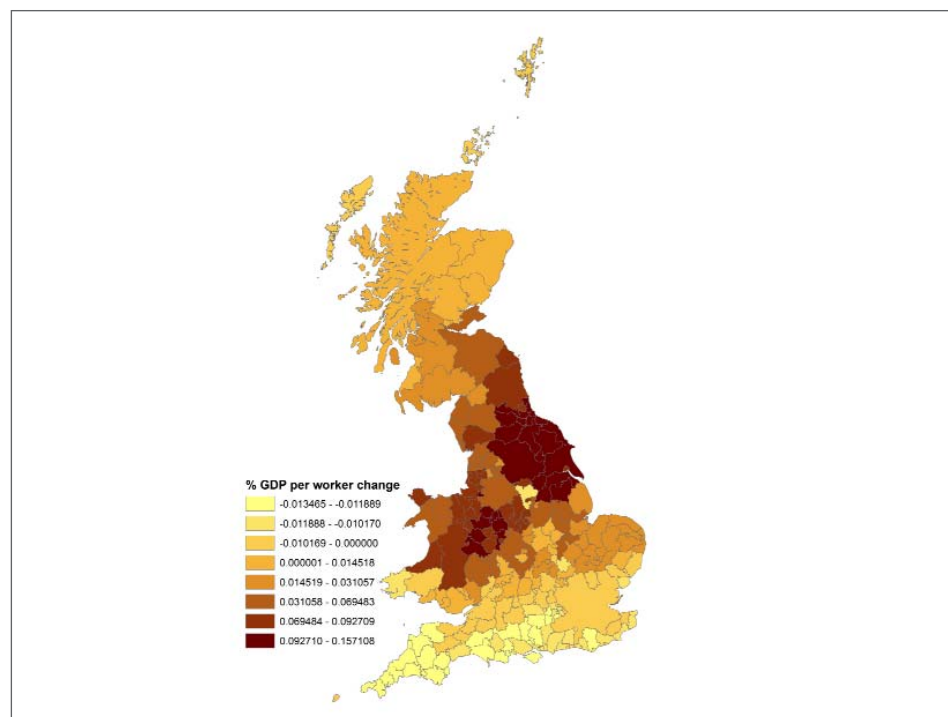 % GDP per worker change
-0.013465 - -0.011889
-0.011888 - -0.010170
-0.010169 - 0.000000
0.000001 - 0.014518
0.014519 - 0.031057
0.031058 - 0.069483
0.069484 - 0.092709
0.092710 - 0.157108